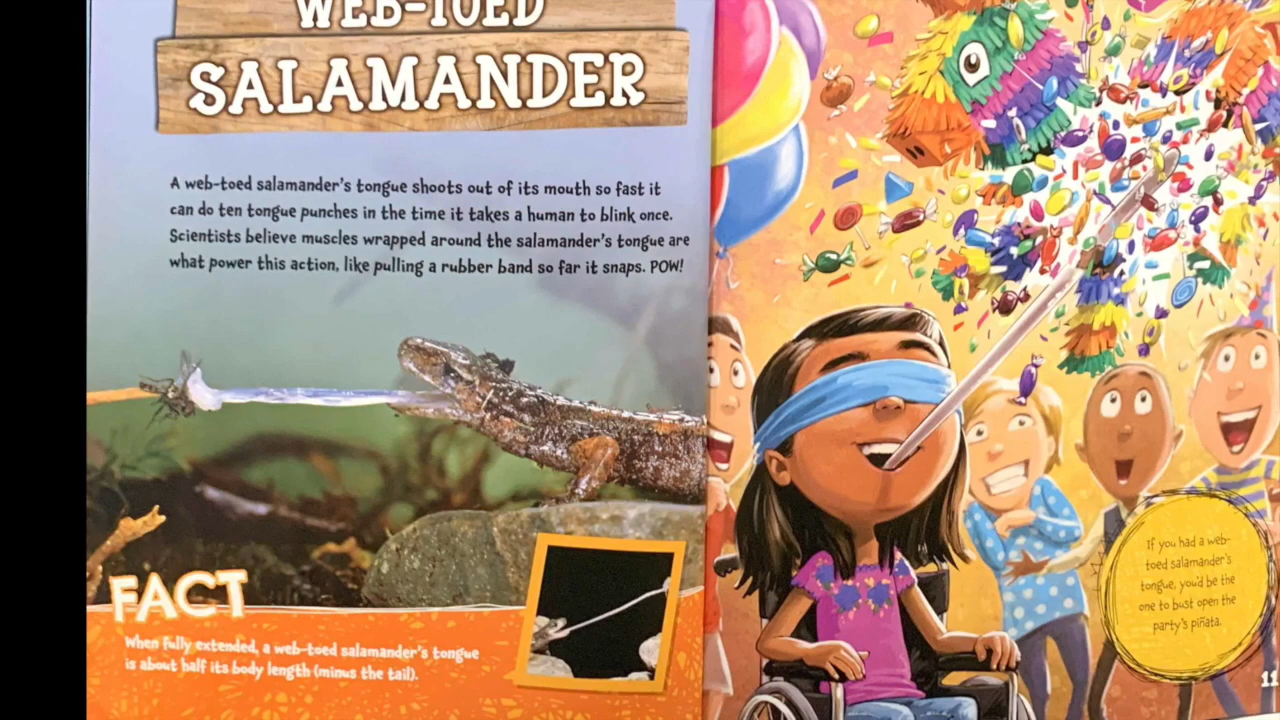 WEB-TOED
SALAMANDER
A web-toed salamander's tongue shoots out of its mouth so fast it
can do ten tongue punches in the time it takes a human to blink once.
Scientists believe muscles wrapped around the salamander's tongue are
what power this action, like pulling a rubber band so far it snaps. POW!
FACT
When fully extended, a web-toed salamander's tongue
is about half its body length (minus the tail).
If you had a web-
toed salamander's
tongue, you'd be the
one to bust open the
party's piñata.
11